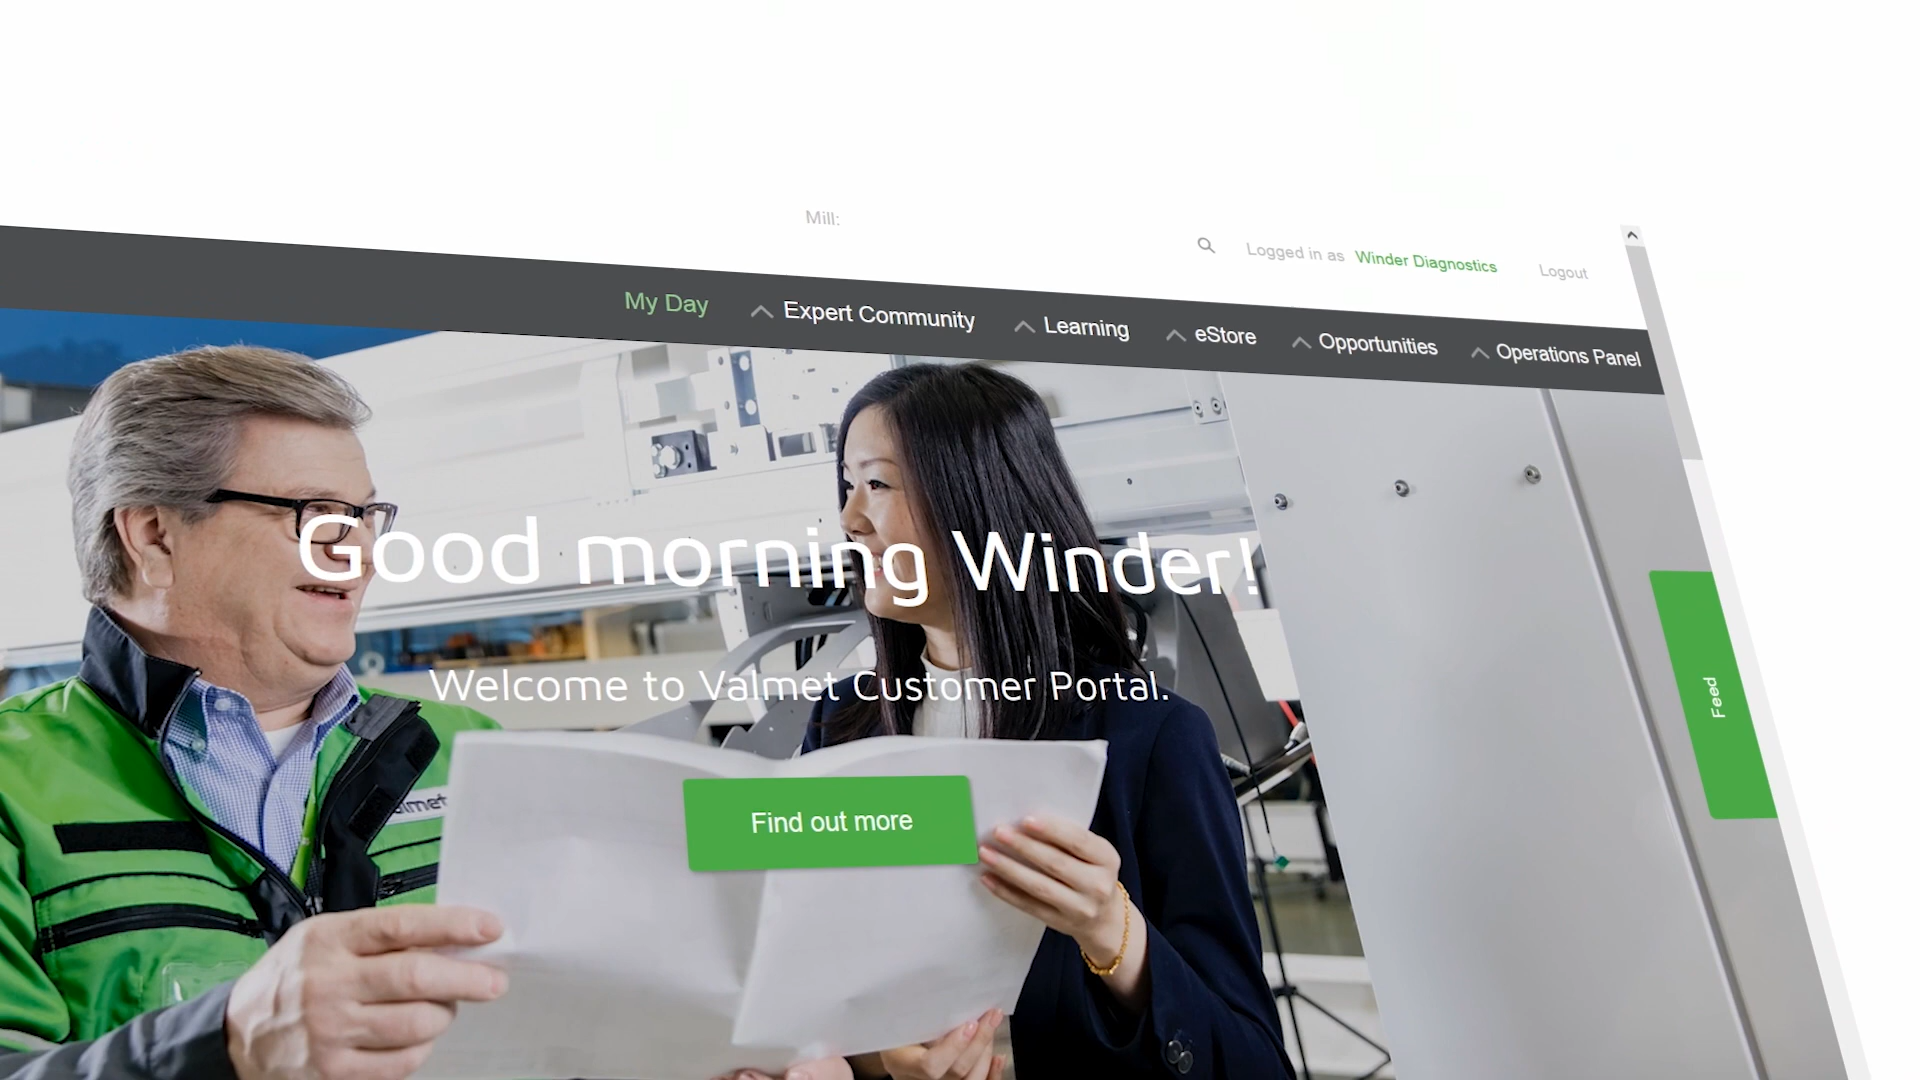 Mill:
Logged in as Winder Diagnostics Logout
My Day Expert Community Learning eStore Opportunities Operations Panel
Good morning Winder!
Welcome to Valmet Customer Portal.
Feed
Find out more